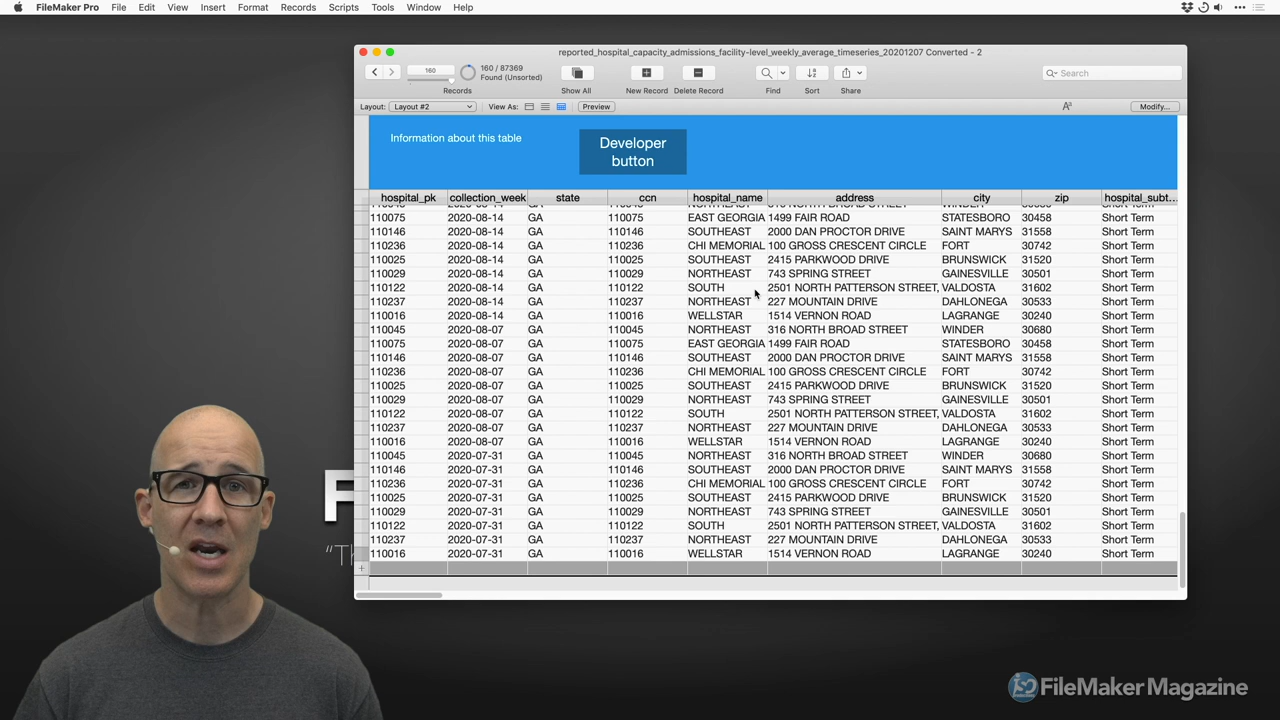 FileMaker Pro File Edit View Insert Format Records Scripts Tools Window Help
reported_hospital_capacity_admissions_facility-level_weekly_average_timeseries_20201207 Converted - 2
160
160 / 87369
Found (Unsorted)
Search
Records Show All New Record Delete Record Find Sort Share
Layout: Layout #2 View As: Preview Modify...
Information about this table
Developer
button
hospital_pk collection_week state ccn hospital_name address city zip hospital_subt...
110075 2020-08-14 GA 110075 EAST GEORGIA 1499 FAIR ROAD STATESBORO 30458 Short Term
110146 2020-08-14 GA 110146 SOUTHEAST 2000 DAN PROCTOR DRIVE SAINT MARYS 31558 Short Term
110236 2020-08-14 GA 110236 CHI MEMORIAL 100 GROSS CRESCENT CIRCLE FORT 30742 Short Term
110025 2020-08-14 GA 110025 SOUTHEAST 2415 PARKWOOD DRIVE BRUNSWICK 31520 Short Term
110029 2020-08-14 GA 110029 NORTHEAST 743 SPRING STREET GAINESVILLE 30501 Short Term
110122 2020-08-14 GA 110122 SOUTH 2501 NORTH PATTERSON STREET, VALDOSTA 31602 Short Term
110237 2020-08-14 GA 110237 NORTHEAST 227 MOUNTAIN DRIVE DAHLONEGA 30533 Short Term
110016 2020-08-14 GA 110016 WELLSTAR 1514 VERNON ROAD LAGRANGE 30240 Short Term
110045 2020-08-07 GA 110045 NORTHEAST 316 NORTH BROAD STREET WINDER 30680 Short Term
110075 2020-08-07 GA 110075 EAST GEORGIA 1499 FAIR ROAD STATESBORO 30458 Short Term
110146 2020-08-07 GA 110146 SOUTHEAST 2000 DAN PROCTOR DRIVE SAINT MARYS 31558 Short Term
110236 2020-08-07 GA 110236 CHI MEMORIAL 100 GROSS CRESCENT CIRCLE FORT 30742 Short Term
110025 2020-08-07 GA 110025 SOUTHEAST 2415 PARKWOOD DRIVE BRUNSWICK 31520 Short Term
110029 2020-08-07 GA 110029 NORTHEAST 743 SPRING STREET GAINESVILLE 30501 Short Term
110122 2020-08-07 GA 110122 SOUTH 2501 NORTH PATTERSON STREET, VALDOSTA 31602 Short Term
110237 2020-08-07 GA 110237 NORTHEAST 227 MOUNTAIN DRIVE DAHLONEGA 30533 Short Term
110016 2020-08-07 GA 110016 WELLSTAR 1514 VERNON ROAD LAGRANGE 30240 Short Term
110045 2020-07-31 GA 110045 NORTHEAST 316 NORTH BROAD STREET WINDER 30680 Short Term
110146 2020-07-31 GA 110146 SOUTHEAST 2000 DAN PROCTOR DRIVE SAINT MARYS 31558 Short Term
110236 2020-07-31 GA 110236 CHI MEMORIAL 100 GROSS CRESCENT CIRCLE FORT 30742 Short Term
110025 2020-07-31 GA 110025 SOUTHEAST 2415 PARKWOOD DRIVE BRUNSWICK 31520 Short Term
110029 2020-07-31 GA 110029 NORTHEAST 743 SPRING STREET GAINESVILLE 30501 Short Term
110122 2020-07-31 GA 110122 SOUTH 2501 NORTH PATTERSON STREET, VALDOSTA 31602 Short Term
110237 2020-07-31 GA 110237 NORTHEAST 227 MOUNTAIN DRIVE DAHLONEGA 30533 Short Term
110016 2020-07-31 GA 110016 WELLSTAR 1514 VERNON ROAD LAGRANGE 30240 Short Term
FileMaker Magazine